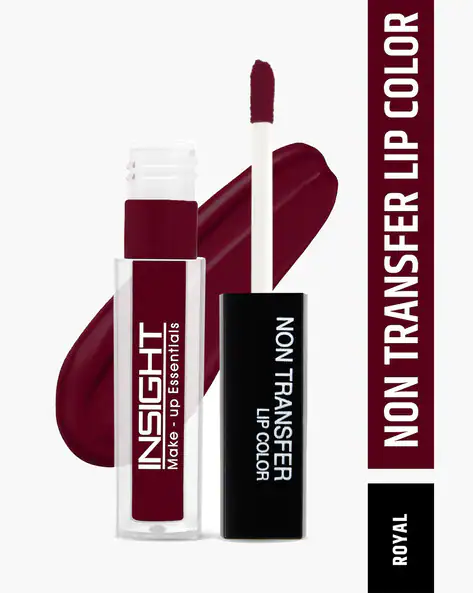 INSIGHT
Make-up Essentials
NON TRANSFER
LIP COLOR
NON TRANSFER LIP COLOR
ROYAL